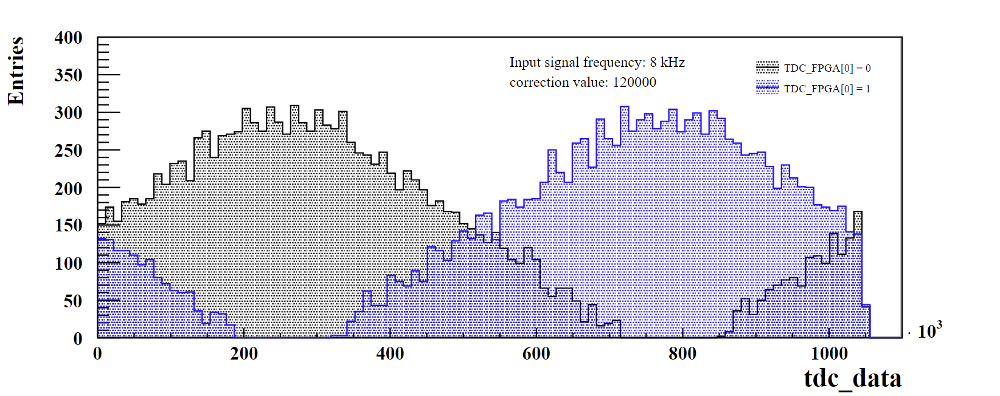 Entries
400
350
300
250
200
150
100
50
0
Input signal frequency: 8 kHz
correction value: 120000
TDC_FPGA[0] = 0
TDC_FPGA[0] = 1
0 200 400 600 800 1000
· 10³
tdc_data